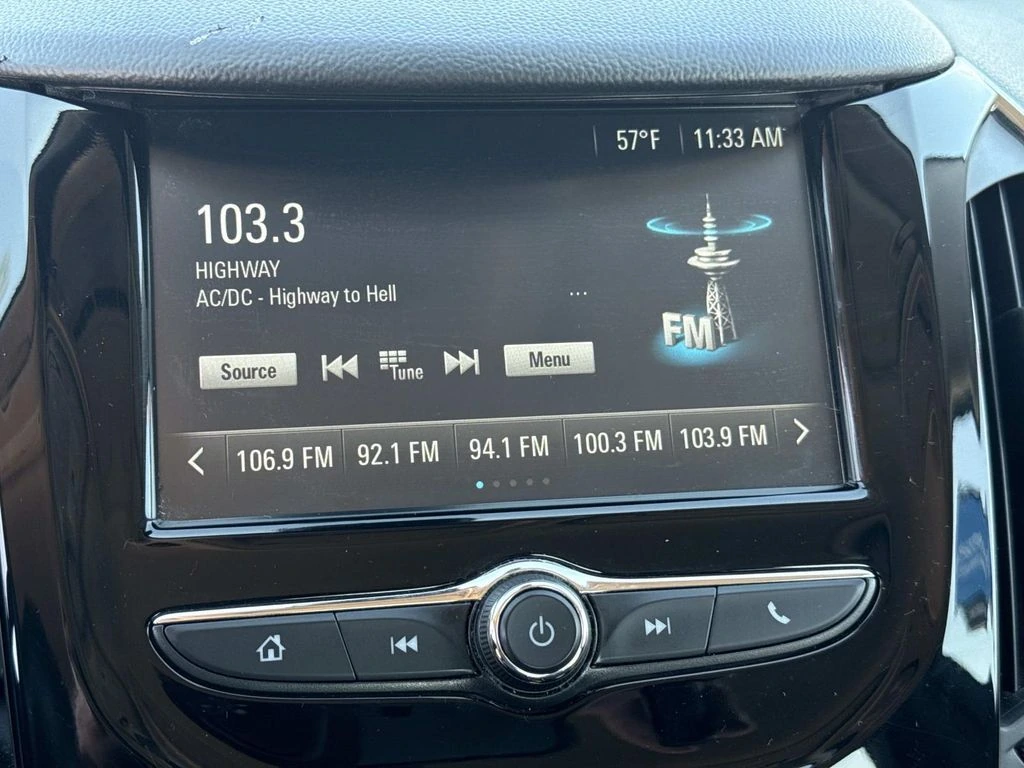 57°F 11:33 AM
103.3
HIGHWAY
AC/DC - Highway to Hell ...
FM
Source Tune Menu
106.9 FM 92.1 FM 94.1 FM 100.3 FM 103.9 FM